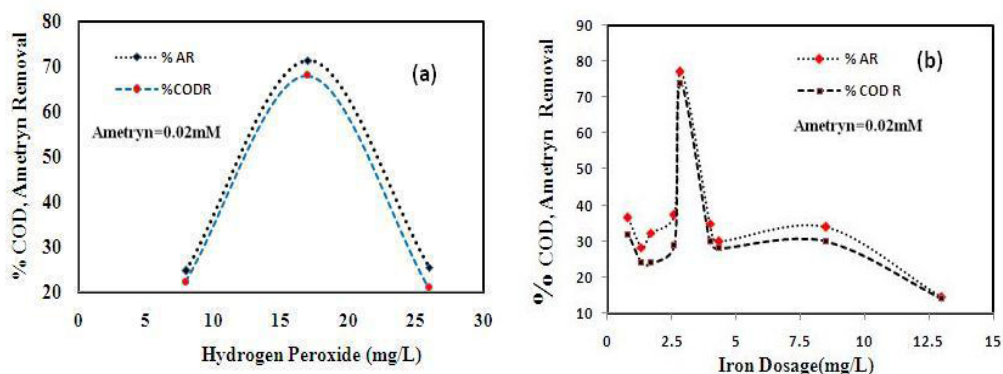 80
70
60
50
40
30
20
0 5 10 15 20 25 30
% COD, Ametryn Removal
Hydrogen Peroxide (mg/L)
% AR
%CODR
Ametryn=0.02mM
(a)
90
80
70
60
50
40
30
20
10
0 2.5 5 7.5 10 12.5 15
% COD, Ametryn Removal
Iron Dosage(mg/L)
% AR
% COD R
Ametryn=0.02mM
(b)